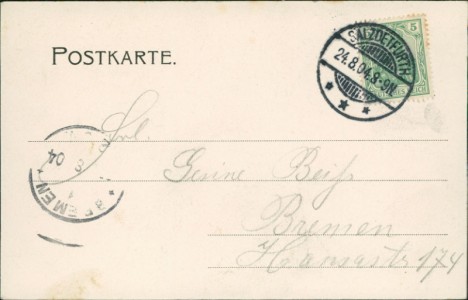 POSTKARTE.
SALZDETFURTH
24.8.04.8-9N.
5
BREMEN
04
Frl.
Gesine Beiß
Bremen
Hansastr 174